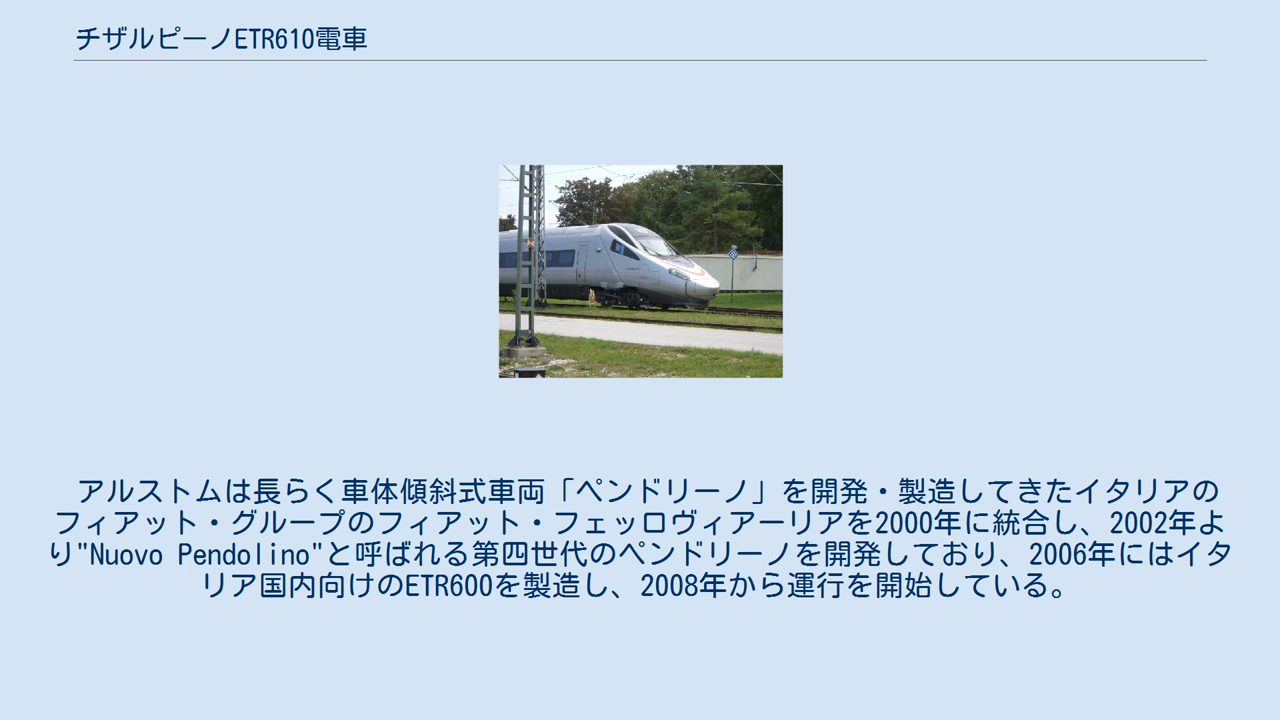 チザルピーノETR610電車
アルストムは長らく車体傾斜式車両「ペンドリーノ」を開発・製造してきたイタリアの
フィアット・グループのフィアット・フェッロヴィアーリアを2000年に統合し、2002年よ
り"Nuovo Pendolino"と呼ばれる第四世代のペンドリーノを開発しており、2006年にはイタ
リア国内向けのETR600を製造し、2008年から運行を開始している。